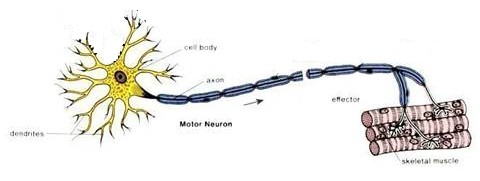 cell body
axon
effector
Motor Neuron
dendrites
skeletal muscle